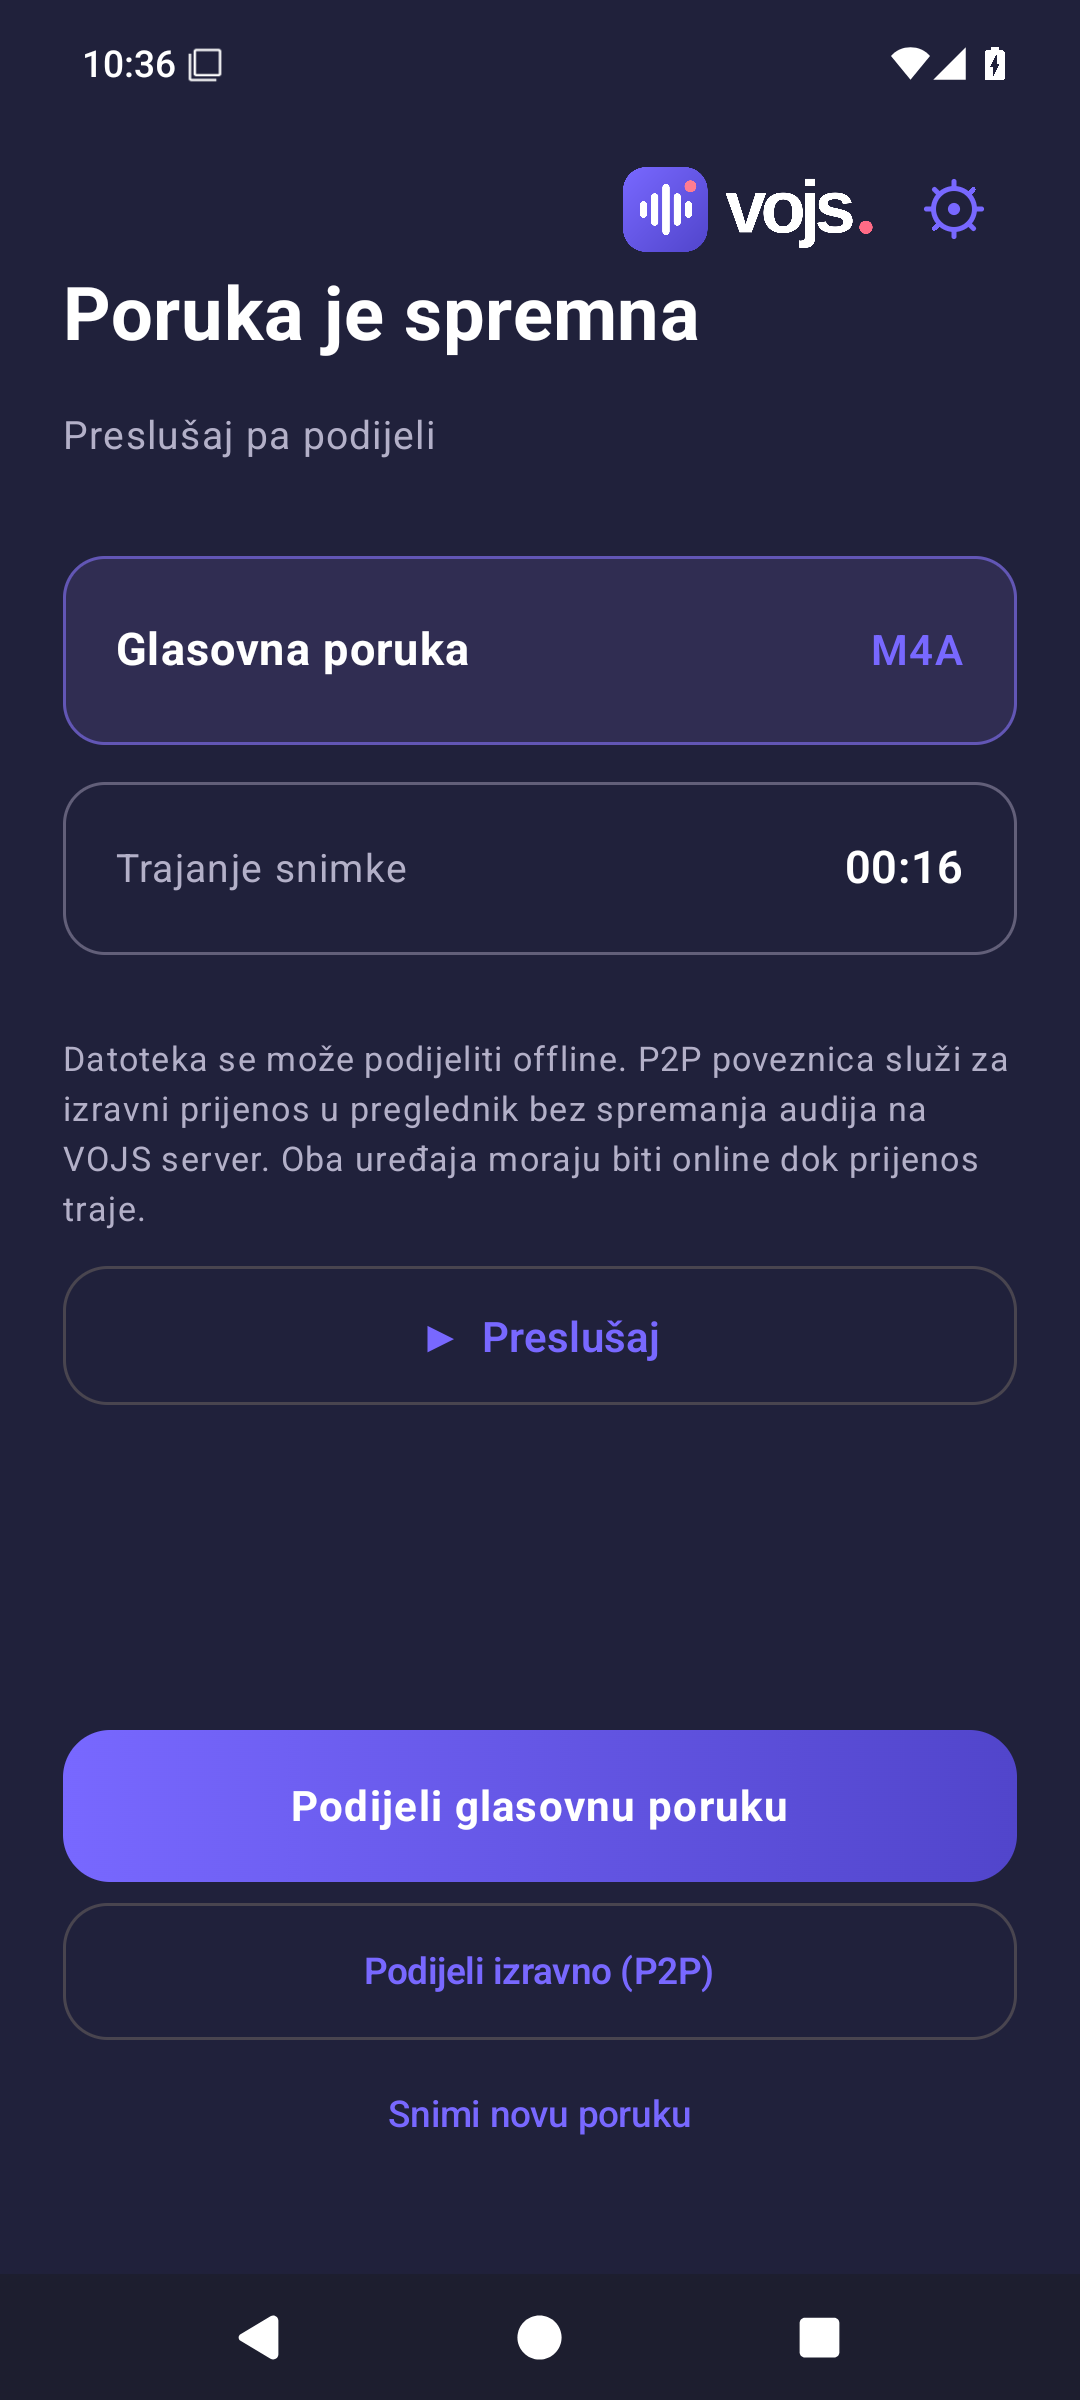 10:36
vojs.
Poruka je spremna
Preslušaj pa podijeli
Glasovna poruka M4A
Trajanje snimke 00:16
Datoteka se može podijeliti offline. P2P poveznica služi za
izravni prijenos u preglednik bez spremanja audija na
VOJS server. Oba uređaja moraju biti online dok prijenos
traje.
Preslušaj
Podijeli glasovnu poruku
Podijeli izravno (P2P)
Snimi novu poruku